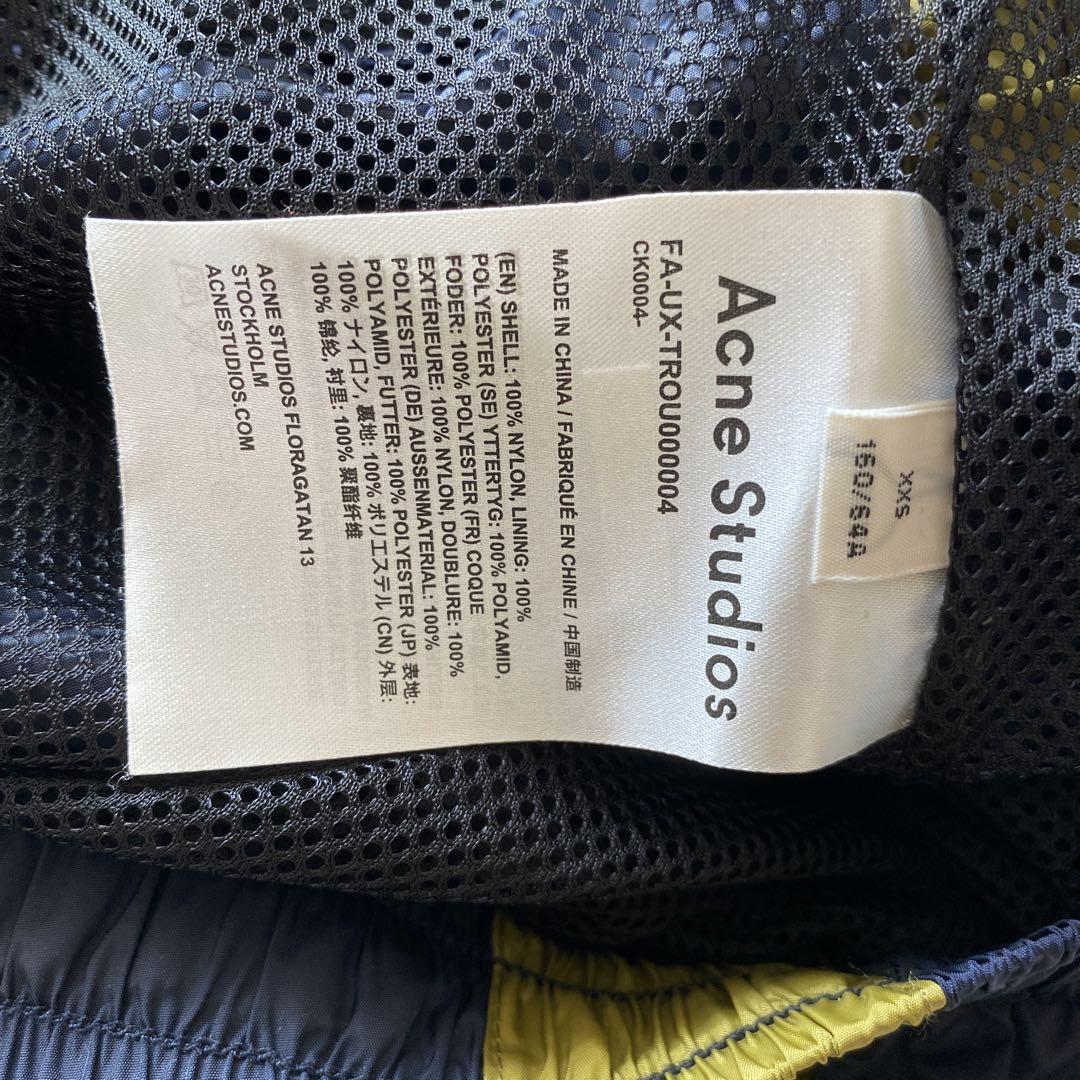 XXS
160/64A
Acne Studios
FA-UX-TROU000004
CK0004-
MADE IN CHINA / FABRIQUÉ EN CHINE / 中国制造
(EN) SHELL: 100% NYLON, LINING: 100%
POLYESTER (SE) YTTERTYG: 100% POLYAMID,
FODER: 100% POLYESTER (FR) COQUE
EXTÉRIEURE: 100% NYLON, DOUBLURE: 100%
POLYESTER (DE) AUSSENMATERIAL: 100%
POLYAMID, FUTTER: 100% POLYESTER (JP) 表地:
100% ナイロン, 裏地: 100% ポリエステル (CN) 外层:
100% 锦纶, 衬里: 100% 聚酯纤维
ACNE STUDIOS FLORAGATAN 13
STOCKHOLM
ACNESTUDIOS.COM